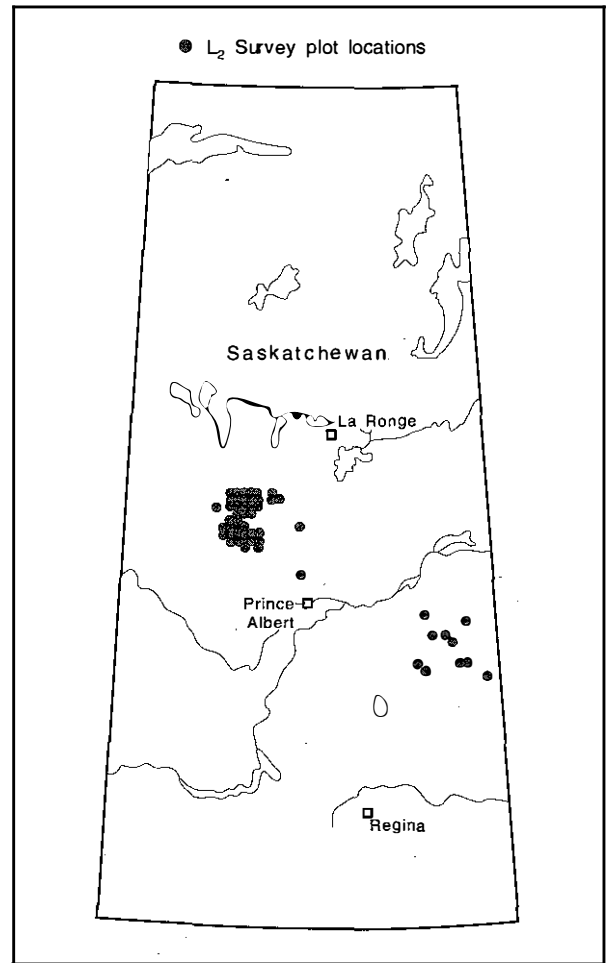 L₂ Survey plot locations
Saskatchewan
La Ronge
Prince
Albert
Regina